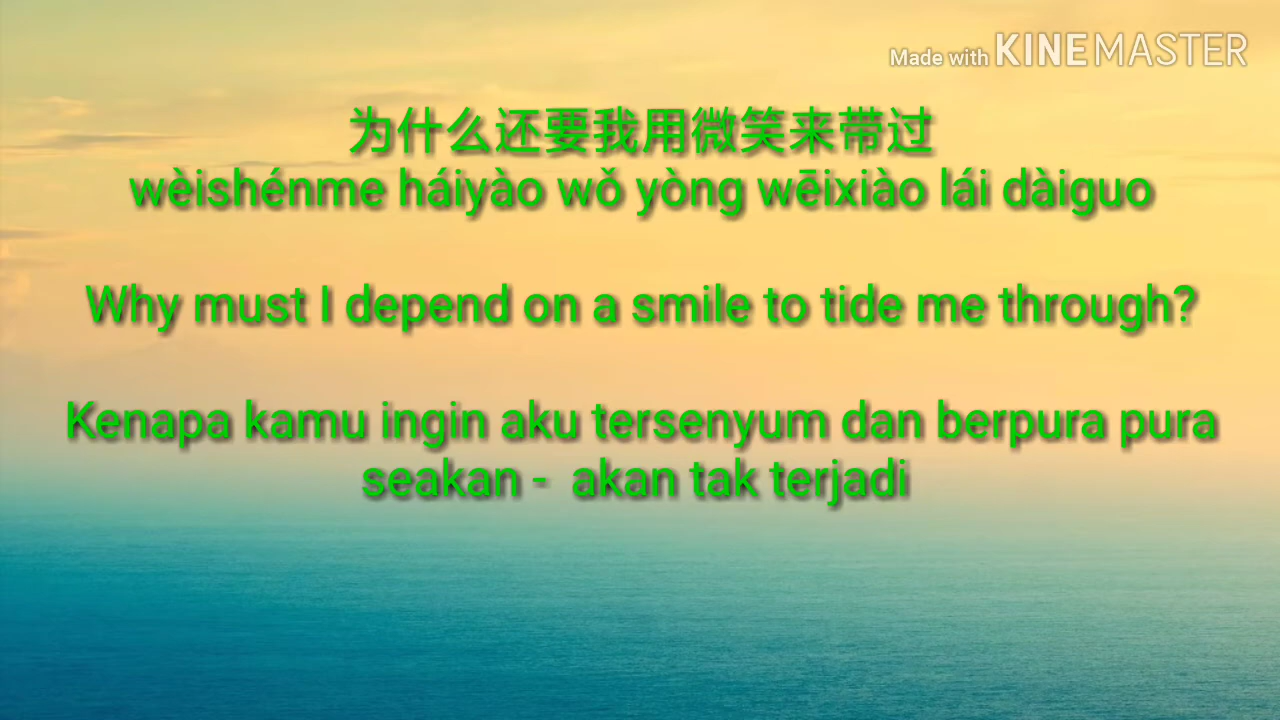 Made with KINEMASTER
为什么还要我用微笑来带过
wèishénme háiyào wǒ yòng wēixiào lái dàiguo
Why must I depend on a smile to tide me through?
Kenapa kamu ingin aku tersenyum dan berpura pura
seakan -  akan tak terjadi